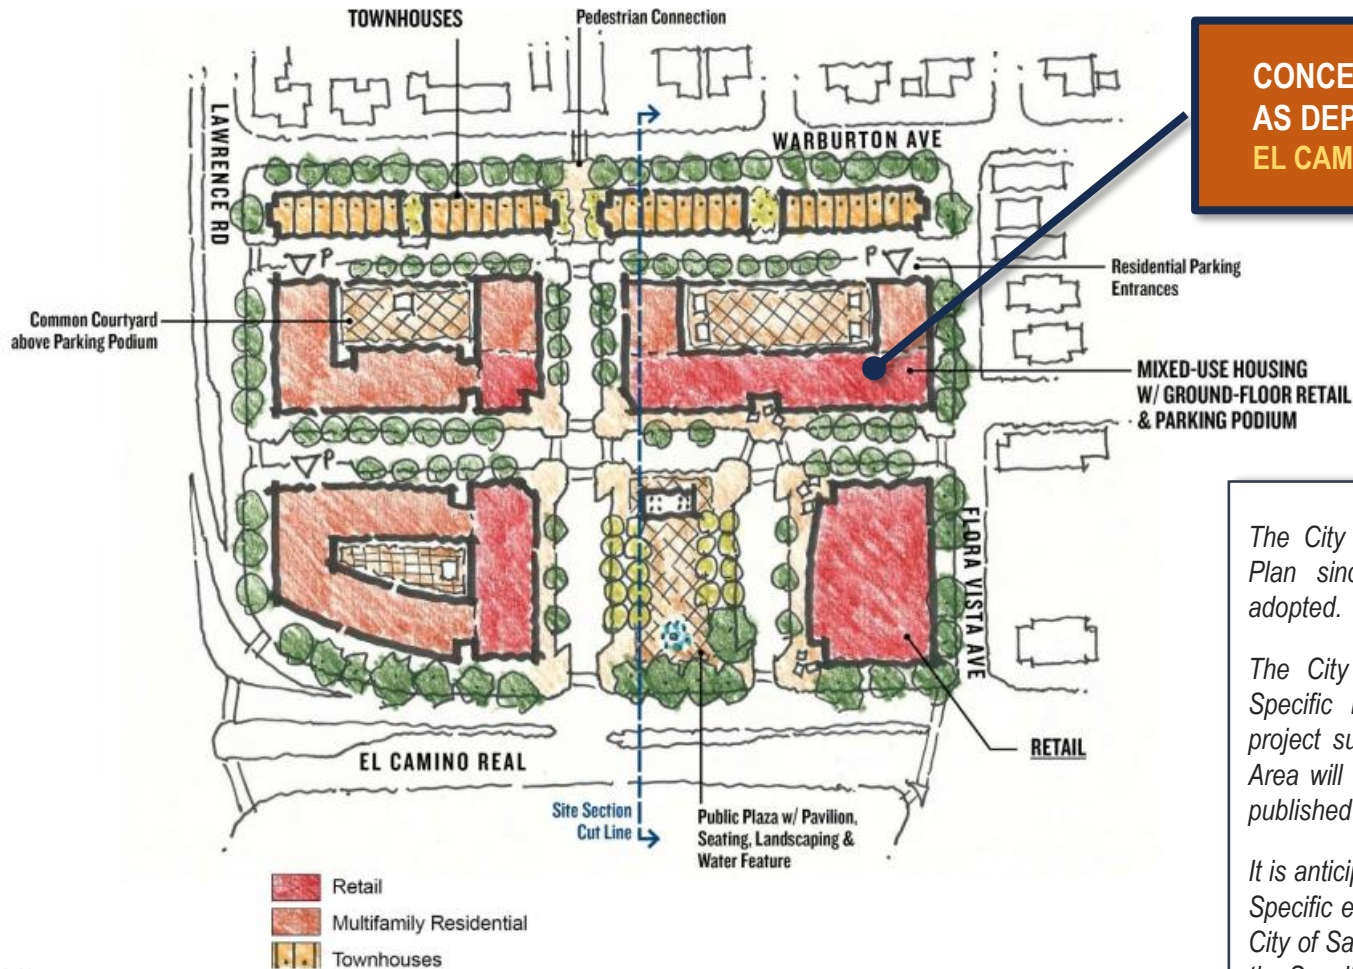 TOWNHOUSES
Pedestrian Connection
LAWRENCE RD
WARBURTON AVE
P
P
Residential Parking
Entrances
Common Courtyard
above Parking Podium
MIXED-USE HOUSING
W/ GROUND-FLOOR RETAIL
& PARKING PODIUM
P
FLORA VISTA AVE
RETAIL
EL CAMINO REAL
Site Section
Cut Line
Public Plaza w/ Pavilion,
Seating, Landscaping &
Water Feature
Retail
Multifamily Residential
Townhouses
CONCE
AS DEP
EL CAM
The City
Plan sinc
adopted.
The City
Specific
project su
Area will
published
It is anticip
Specific e
City of Sa